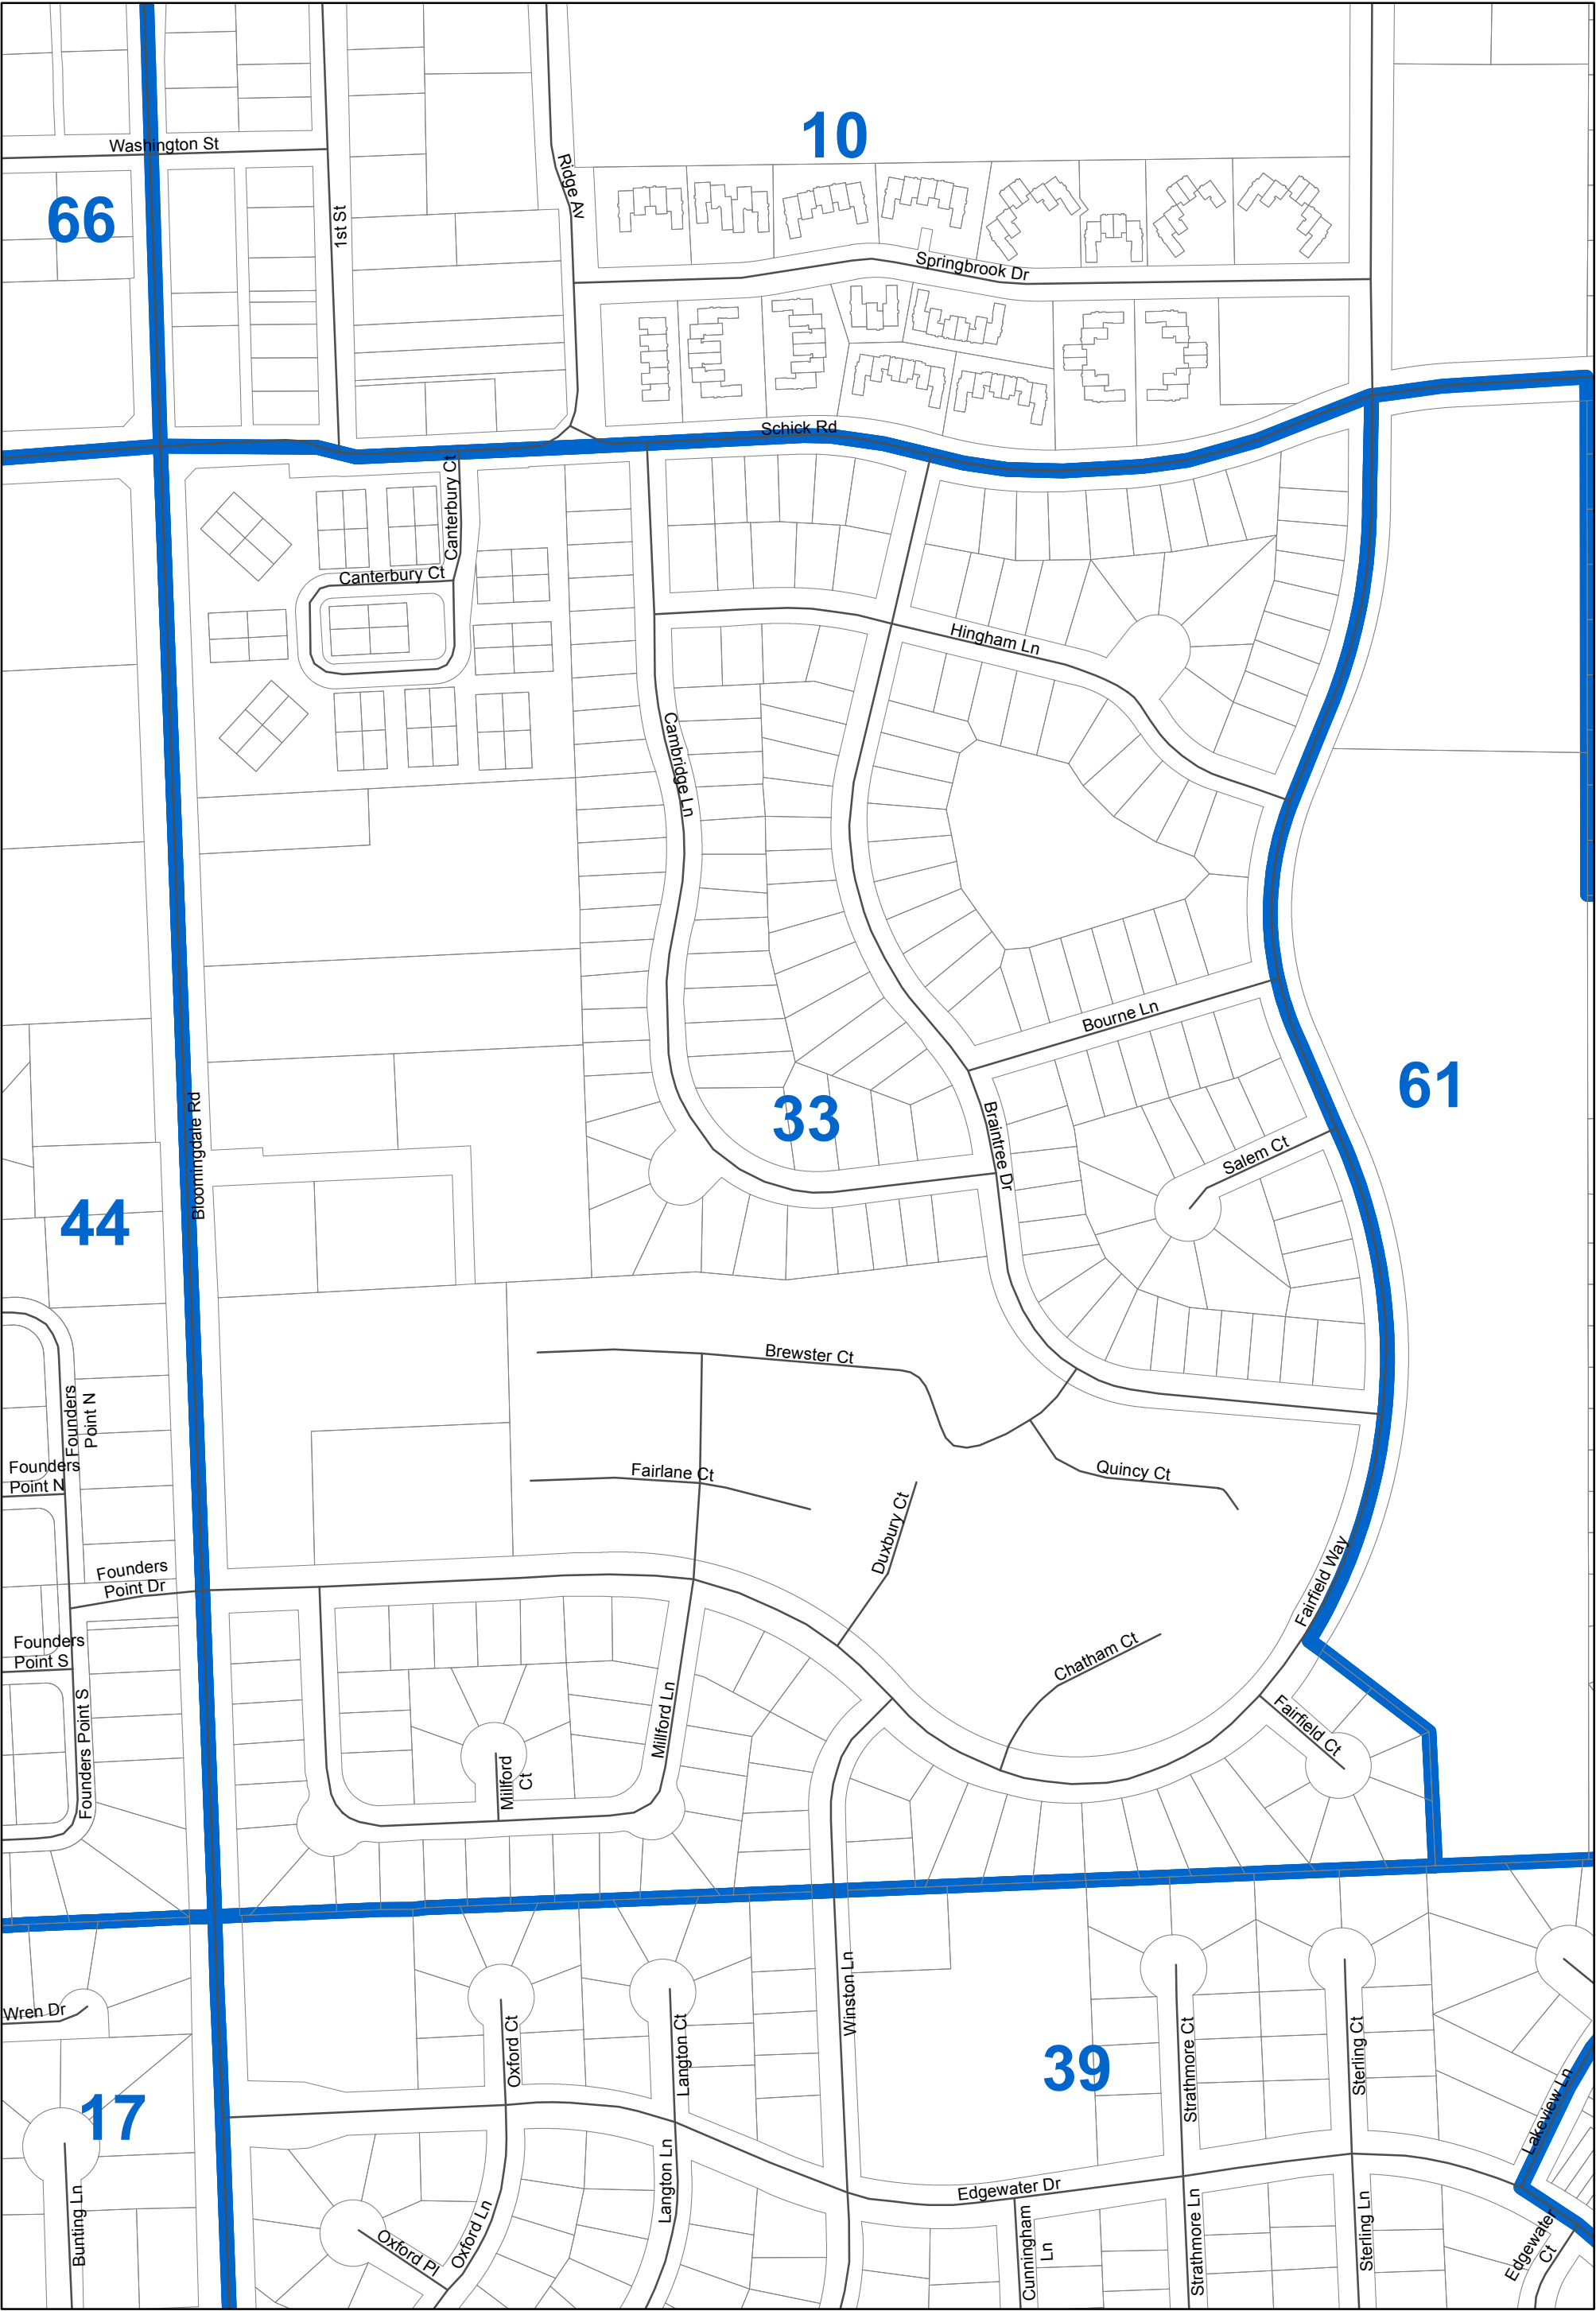 10
Washington St
Ridge Av
66
1st St
Springbrook Dr
Schick Rd
Canterbury Ct
Canterbury Ct
Hingham Ln
Cambridge Ln
Bourne Ln
61
33
Braintree Dr
Bloomingdale Rd
Salem Ct
44
Brewster Ct
Founders
Point N
Founders
Point N
Fairlane Ct
Quincy Ct
Duxbury Ct
Founders
Point Dr
Fairfield Way
Founders
Point S
Chatham Ct
Founders Point S
Millford Ln
Fairfield Ct
Millford
Ct
Winston Ln
Wren Dr
Oxford Ct
Langton Ct
39
Strathmore Ct
Sterling Ct
Lakeview Ln
17
Langton Ln
Edgewater Dr
Bunting Ln
Oxford Pl
Oxford Ln
Cunningham
Ln
Strathmore Ln
Sterling Ln
Edgewater
Ct